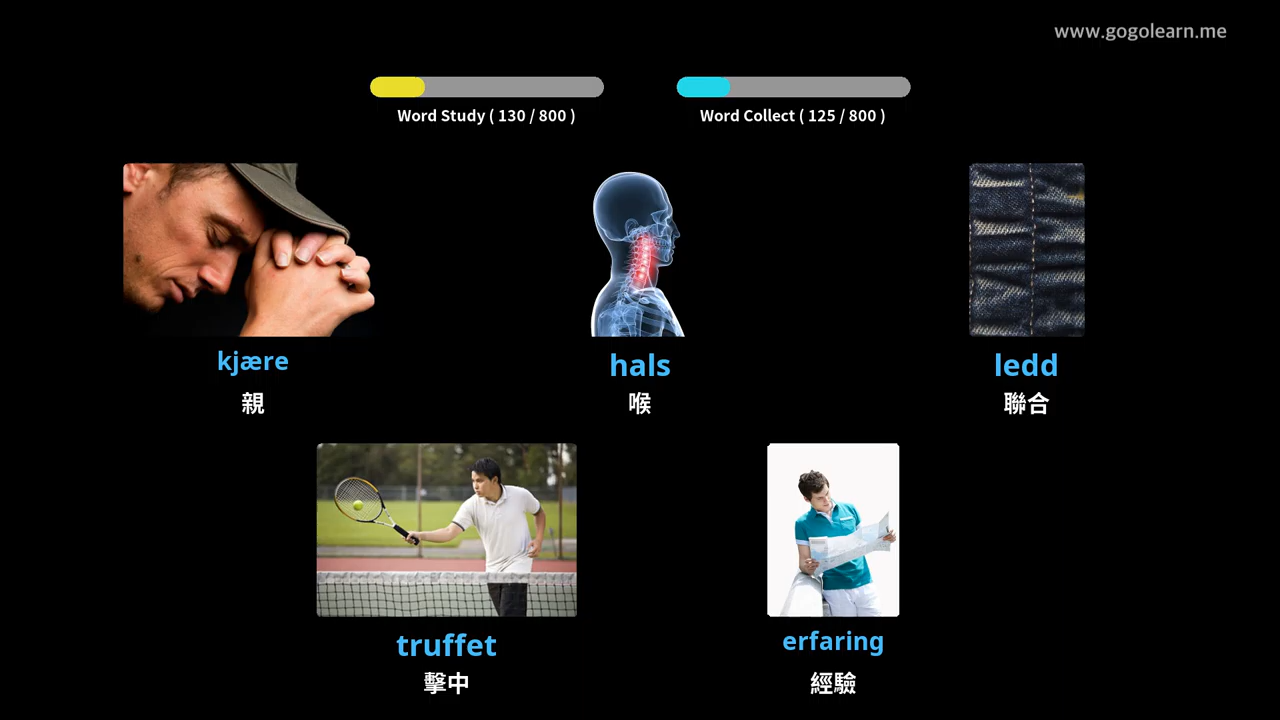 www.gogolearn.me
Word Study ( 130 / 800 )
Word Collect ( 125 / 800 )
kjære
親
hals
喉
ledd
聯合
truffet
擊中
erfaring
經驗